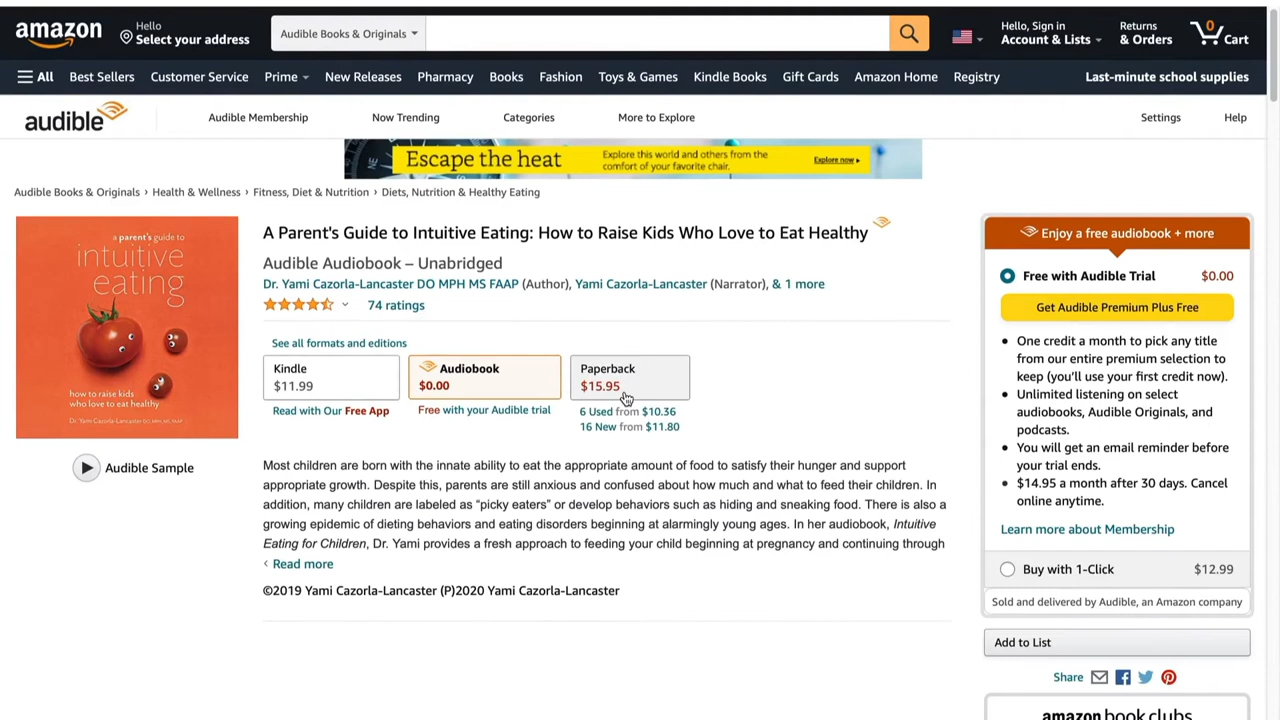 amazon
Hello
Select your address
Audible Books & Originals
Hello, Sign in
Account & Lists
Returns
& Orders
0
Cart
All
Best Sellers
Customer Service
Prime
New Releases
Pharmacy
Books
Fashion
Toys & Games
Kindle Books
Gift Cards
Amazon Home
Registry
Last-minute school supplies
audible
Audible Membership
Now Trending
Categories
More to Explore
Settings
Help
Escape the heat
Explore this world and others from the
comfort of your favorite chair.
Explore now ▸
Audible Books & Originals › Health & Wellness › Fitness, Diet & Nutrition › Diets, Nutrition & Healthy Eating
a parent's guide to
intuitive
eating
how to raise kids
who love to eat healthy
Dr. Yami Cazorla-Lancaster DO, MPH, MS, FAAP
Audible Sample
A Parent's Guide to Intuitive Eating: How to Raise Kids Who Love to Eat Healthy
Audible Audiobook – Unabridged
Dr. Yami Cazorla-Lancaster DO MPH MS FAAP (Author), Yami Cazorla-Lancaster (Narrator), & 1 more
74 ratings
See all formats and editions
Kindle
$11.99
Read with Our Free App
Audiobook
$0.00
Free with your Audible trial
Paperback
$15.95
6 Used from $10.36
16 New from $11.80
Most children are born with the innate ability to eat the appropriate amount of food to satisfy their hunger and support
appropriate growth. Despite this, parents are still anxious and confused about how much and what to feed their children. In
addition, many children are labeled as “picky eaters” or develop behaviors such as hiding and sneaking food. There is also a
growing epidemic of dieting behaviors and eating disorders beginning at alarmingly young ages. In her audiobook, Intuitive
Eating for Children, Dr. Yami provides a fresh approach to feeding your child beginning at pregnancy and continuing through
‹ Read more
©2019 Yami Cazorla-Lancaster (P)2020 Yami Cazorla-Lancaster
Enjoy a free audiobook + more
Free with Audible Trial $0.00
Get Audible Premium Plus Free
• One credit a month to pick any title
from our entire premium selection to
keep (you’ll use your first credit now).
• Unlimited listening on select
audiobooks, Audible Originals, and
podcasts.
• You will get an email reminder before
your trial ends.
• $14.95 a month after 30 days. Cancel
online anytime.
Learn more about Membership
Buy with 1-Click $12.99
Sold and delivered by Audible, an Amazon company
Add to List
Share
amazon book clubs